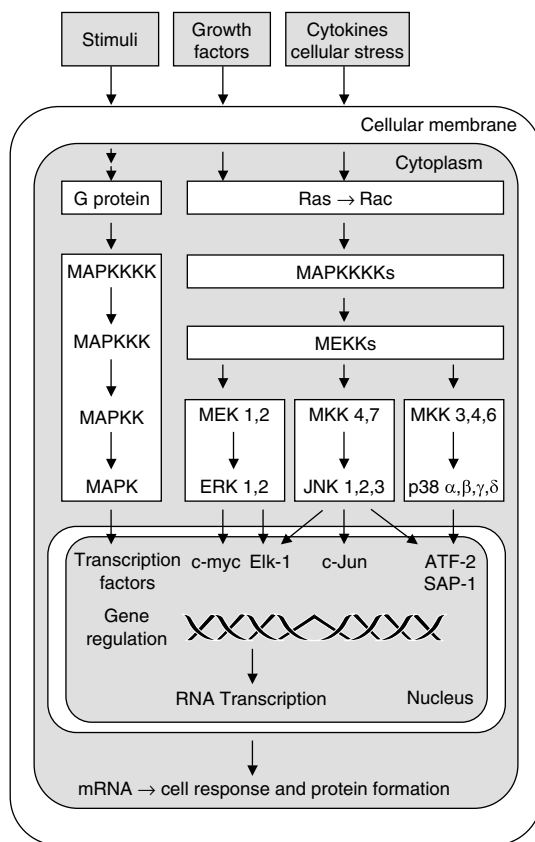 Stimuli
Growth
factors
Cytokines
cellular stress
Cellular membrane
Cytoplasm
G protein
Ras → Rac
MAPKKKK
MAPKKKKs
MAPKKK
MEKKs
MAPKK
MEK 1,2
MKK 4,7
MKK 3,4,6
MAPK
ERK 1,2
JNK 1,2,3
p38 α,β,γ,δ
Transcription
factors
c-myc
Elk-1
c-Jun
ATF-2
SAP-1
Gene
regulation
RNA Transcription
Nucleus
mRNA → cell response and protein formation